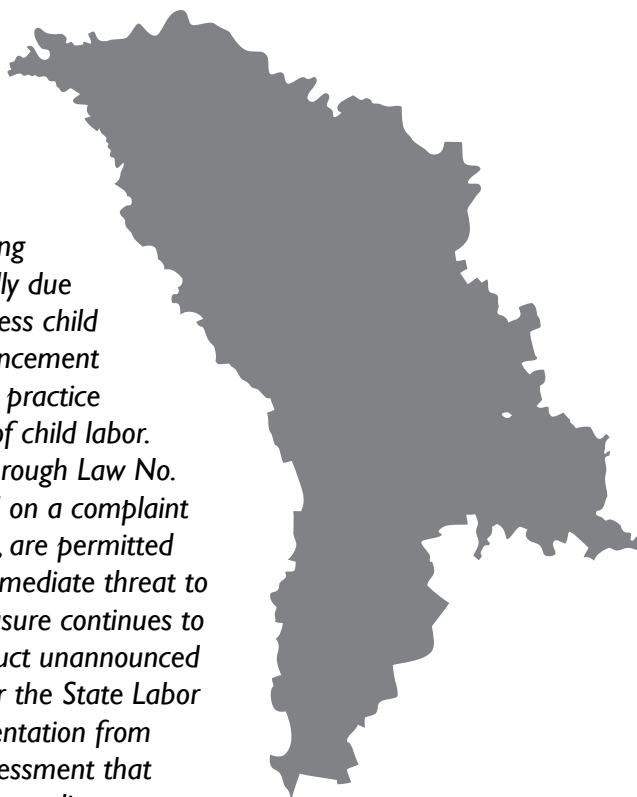 ng
lly due
ess child
ncement
practice
of child labor.
rough Law No.
on a complaint
, are permitted
mediate threat to
sure continues to
uct unannounced
r the State Labor
entation from
essment that